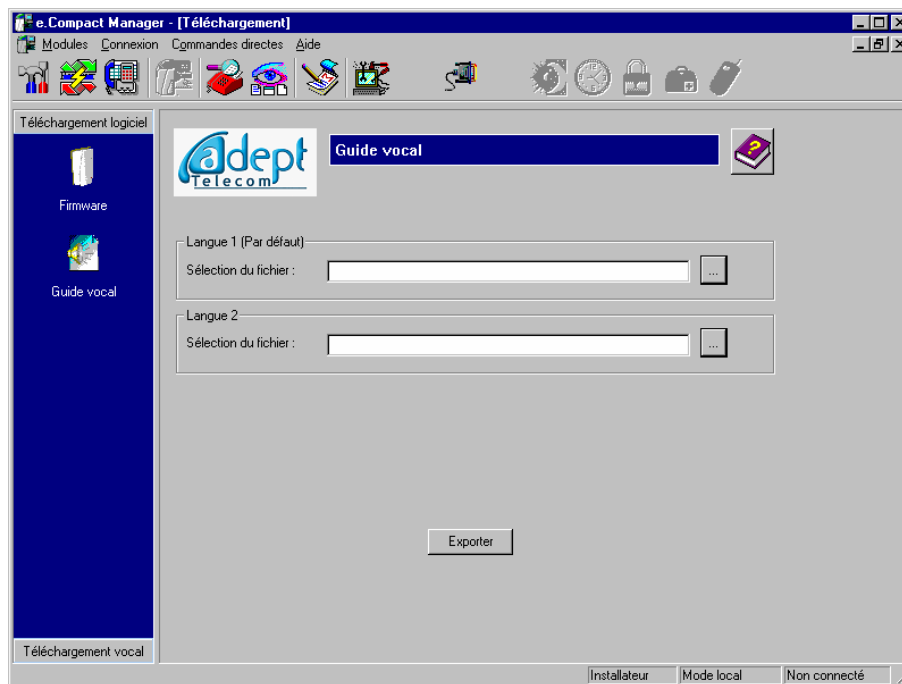 e.Compact Manager - [Téléchargement]
Modules Connexion Commandes directes Aide
Téléchargement logiciel
Firmware
Guide vocal
Téléchargement vocal
adept
Telecom
Guide vocal
?
Langue 1 (Par défaut)
Sélection du fichier :
...
Langue 2
Sélection du fichier :
...
Exporter
Installateur Mode local Non connecté